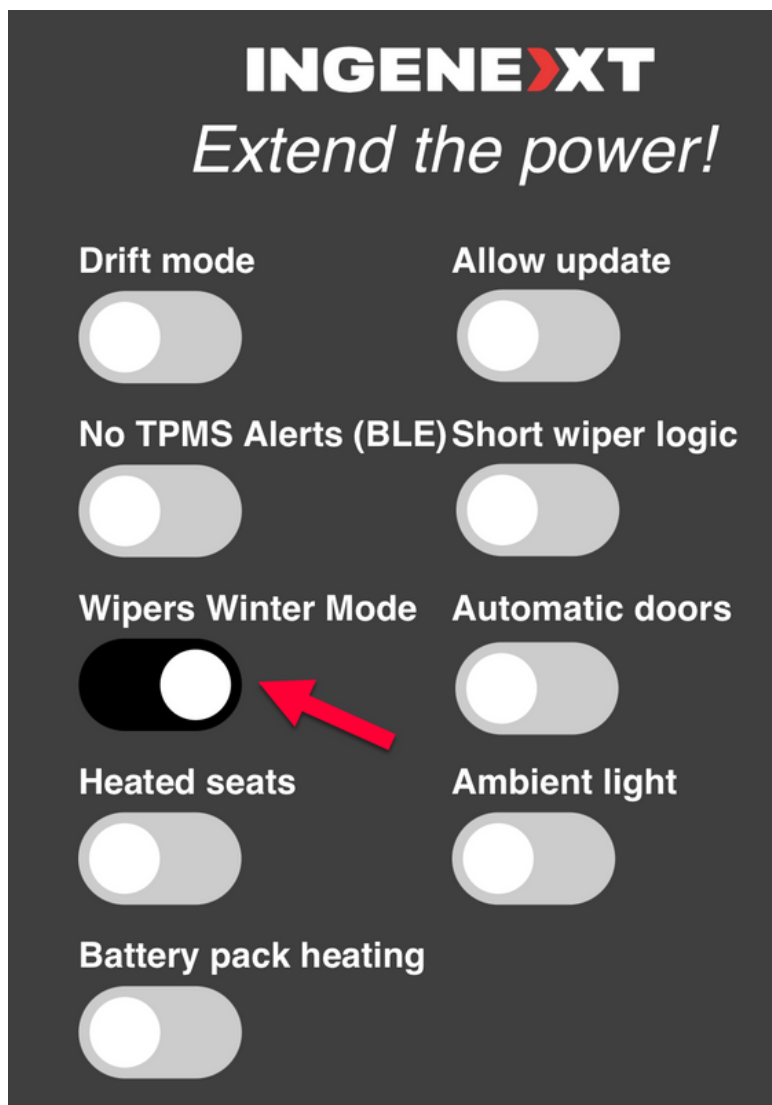 INGENEXT
Extend the power!
Drift mode
Allow update
No TPMS Alerts (BLE)
Short wiper logic
Wipers Winter Mode
Automatic doors
Heated seats
Ambient light
Battery pack heating